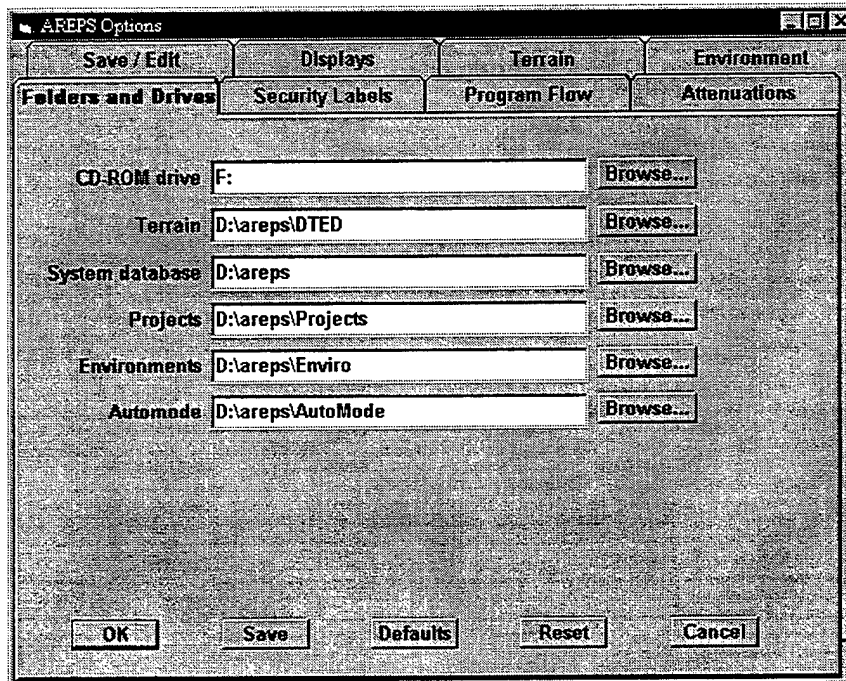 AREPS Options
Save / Edit Displays Terrain Environment
Folders and Drives Security Labels Program Flow Attenuations
CD-ROM drive F: Browse...
Terrain D:\areps\DTED Browse...
System database D:\areps Browse...
Projects D:\areps\Projects Browse...
Environments D:\areps\Enviro Browse...
Automode D:\areps\AutoMode Browse...
OK Save Defaults Reset Cancel